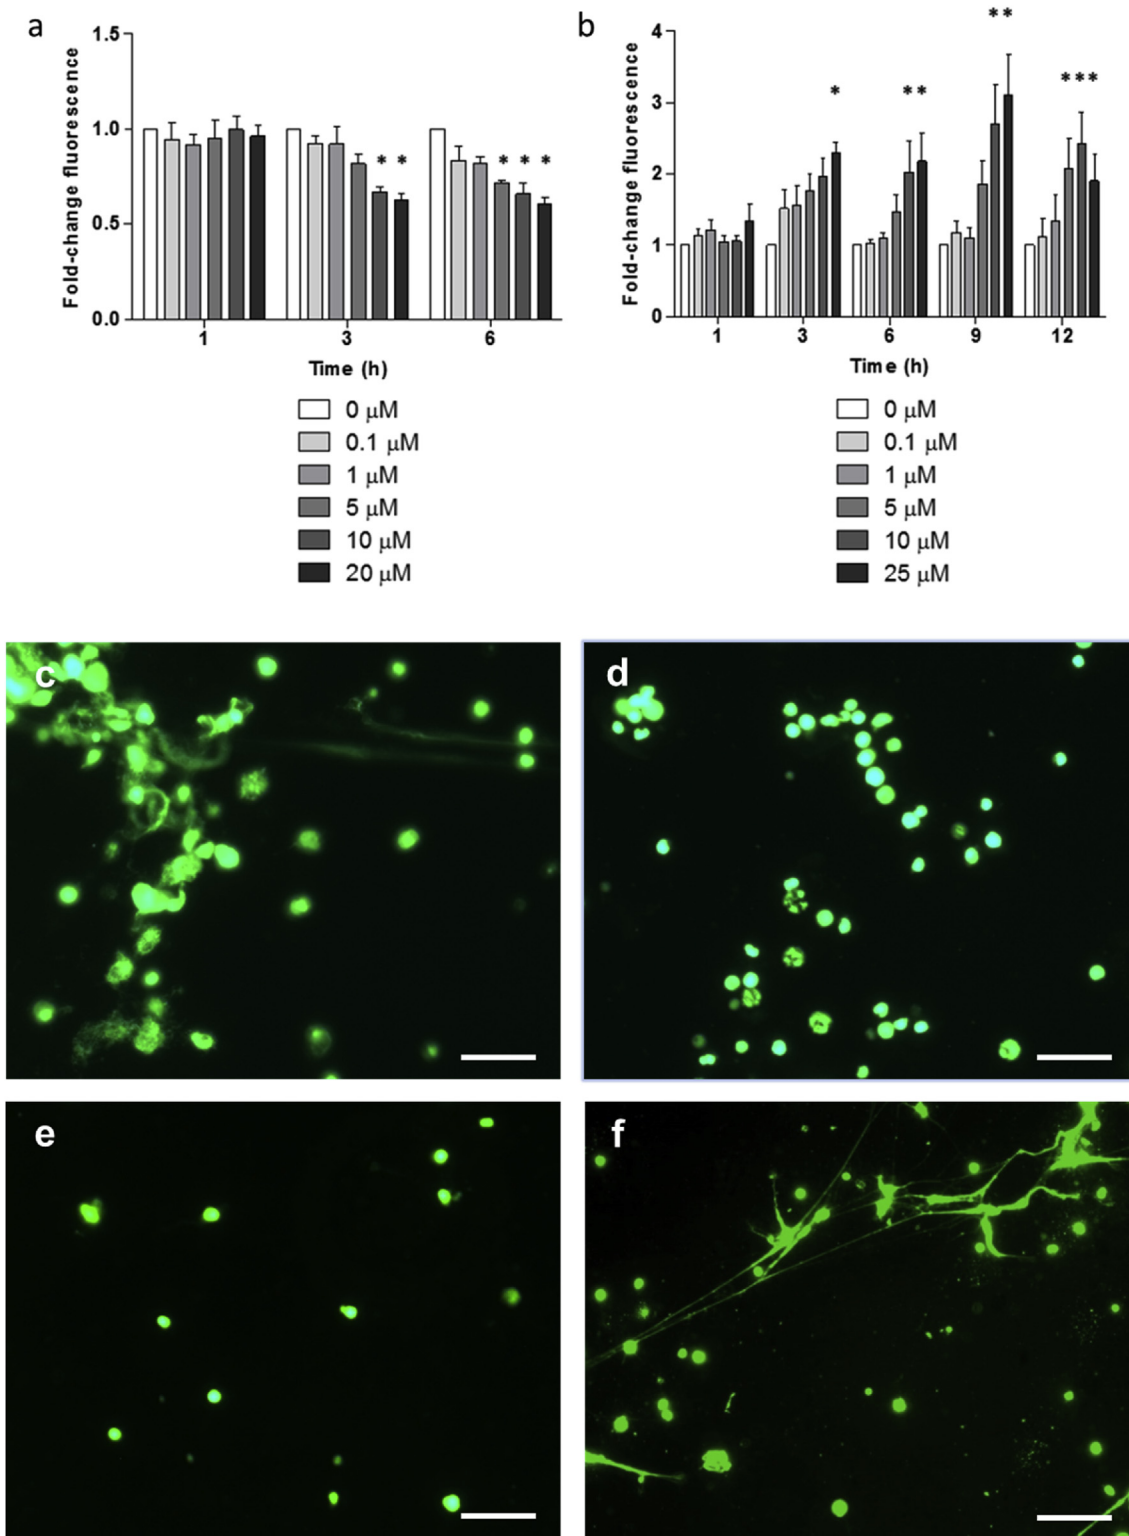 a
1.5
1.0
0.5
0.0
Fold-change fluorescence
* *
* * *
1
3
6
Time (h)
0 μM
0.1 μM
1 μM
5 μM
10 μM
20 μM
b
4
3
2
1
0
Fold-change fluorescence
*
* *
* *
* * *
1
3
6
9
12
Time (h)
0 μM
0.1 μM
1 μM
5 μM
10 μM
25 μM
c
d
e
f